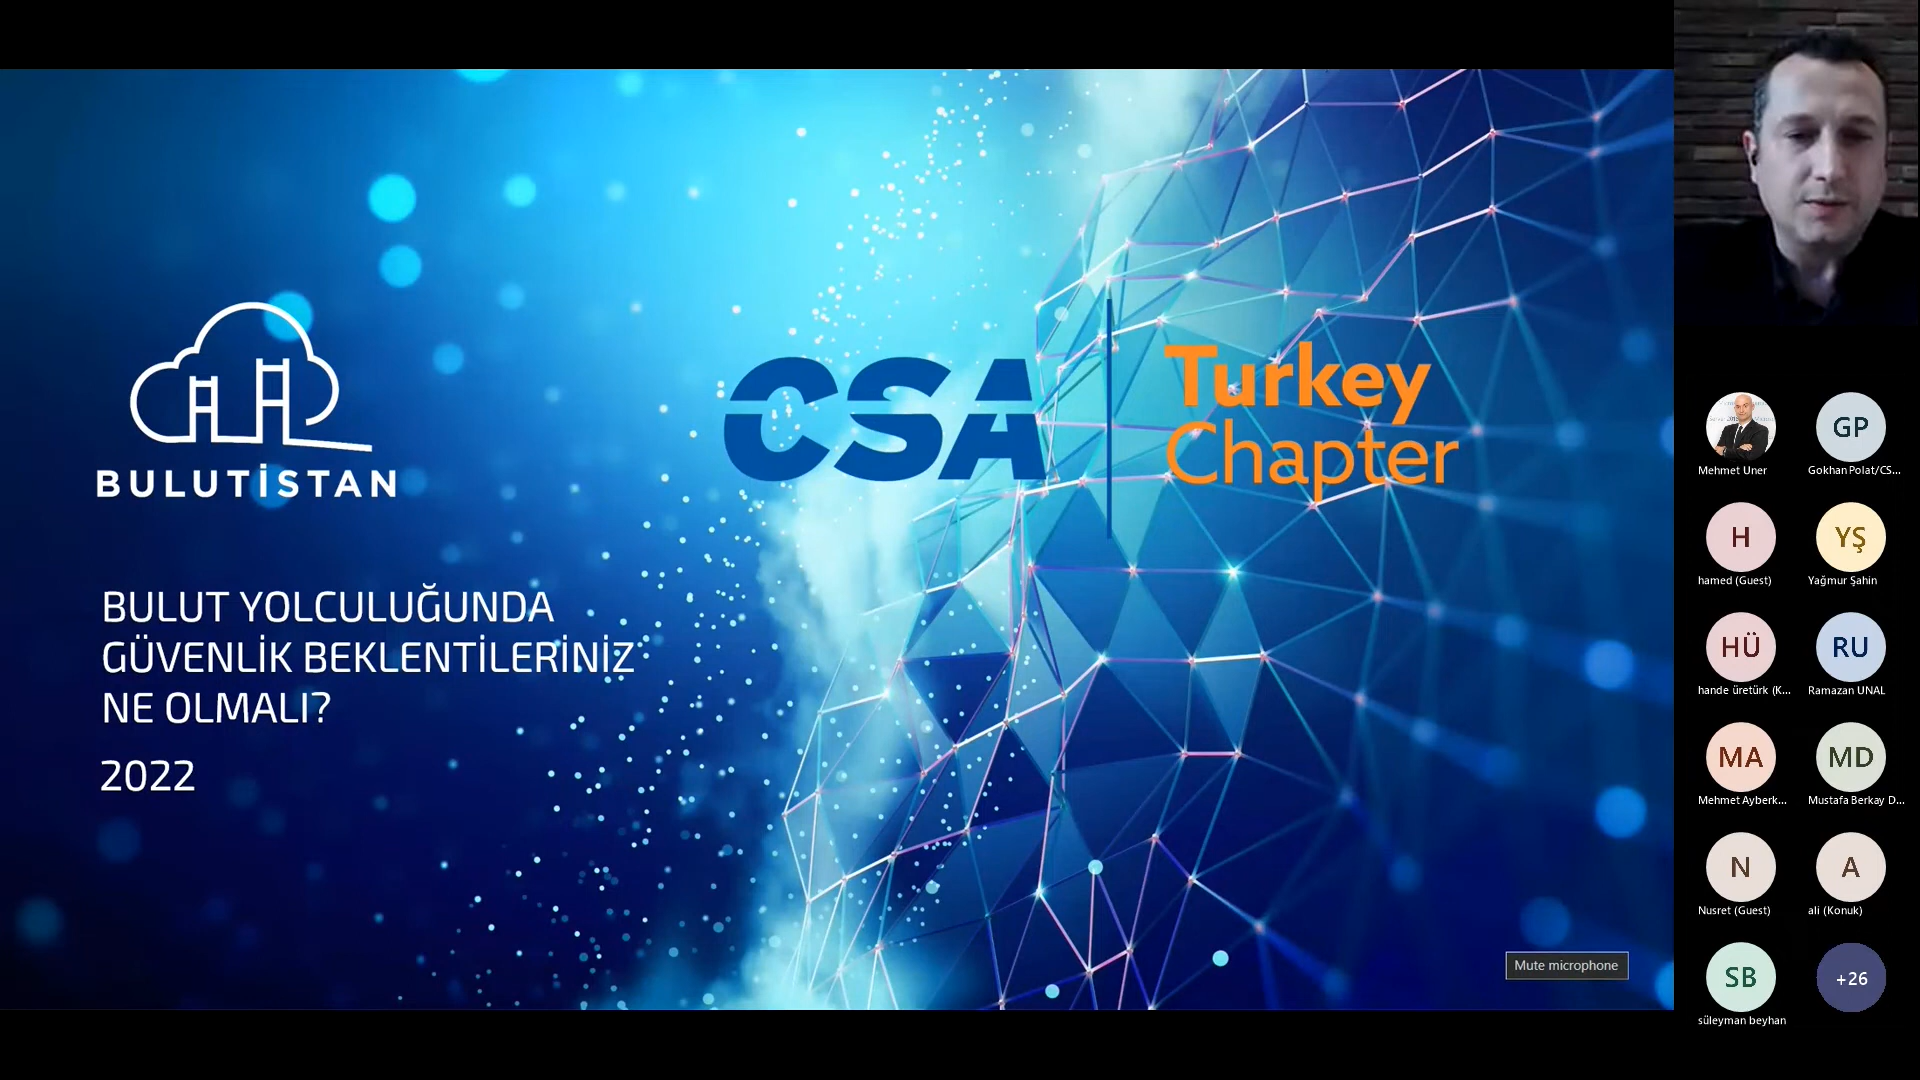 BULUTİSTAN
CSA
Turkey
Chapter
BULUT YOLCULUĞUNDA
GÜVENLİK BEKLENTİLERİNİZ
NE OLMALI?
2022
Mute microphone
Mehmet Uner
GP
Gokhan Polat/CS...
H
hamed (Guest)
YŞ
Yağmur Şahin
HÜ
hande üretürk (K...
RU
Ramazan UNAL
MA
Mehmet Ayberk...
MD
Mustafa Berkay D...
N
Nusret (Guest)
A
ali (Konuk)
SB
süleyman beyhan
+26